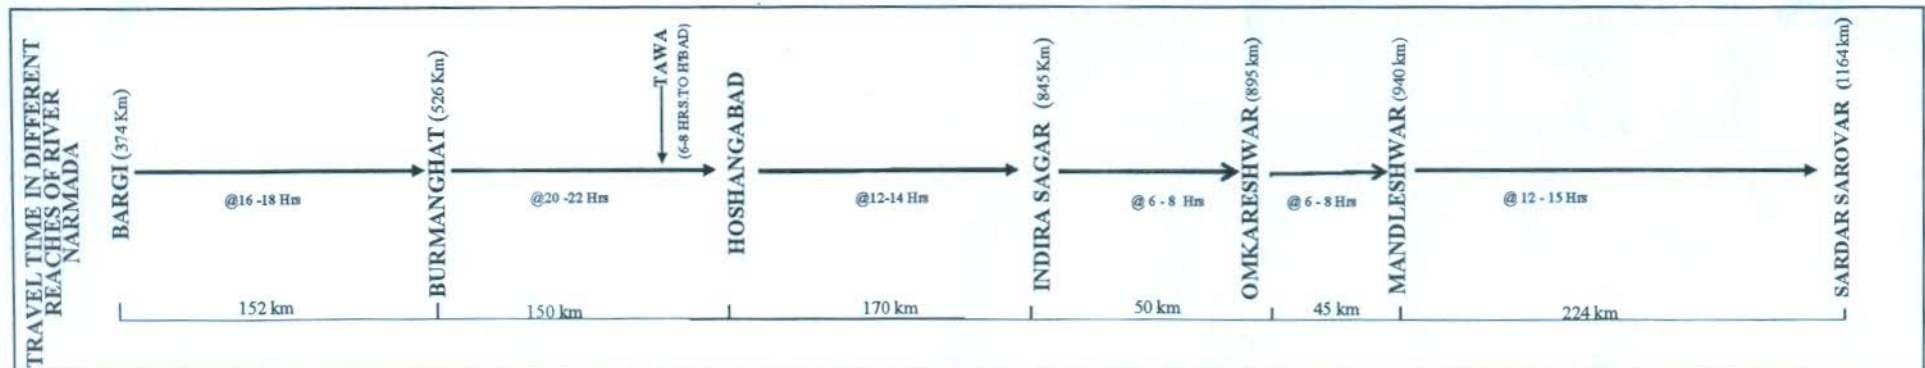 TRAVEL TIME IN DIFFERENT
REACHES OF RIVER
NARMADA
BARGI (374 Km)
@16 -18 Hrs
BURMANGHAT (526 Km)
@20 -22 Hrs
TAWA
(6-8 HRS.TO H'BAD)
HOSHANGABAD
@12-14 Hrs
INDIRA SAGAR (845 Km)
@ 6 - 8 Hrs
OMKARESHWAR (895 km)
@ 6 - 8 Hrs
MANDLESHWAR (940 km)
@ 12 - 15 Hrs
SARDAR SAROVAR (1164 km)
152 km
150 km
170 km
50 km
45 km
224 km